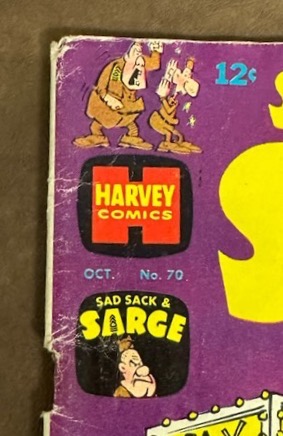 12¢
HARVEY
COMICS
OCT. No. 70
SAD SACK &
SARGE